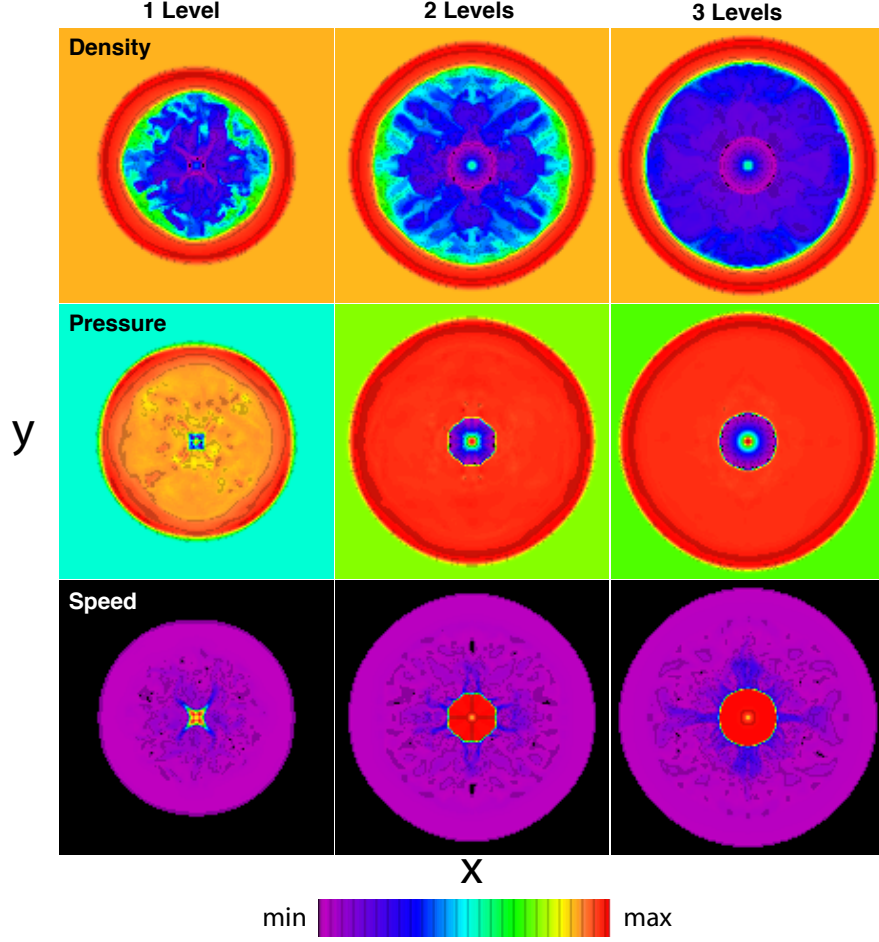 1 Level 2 Levels 3 Levels
Density
Pressure
y
Speed
x
min max